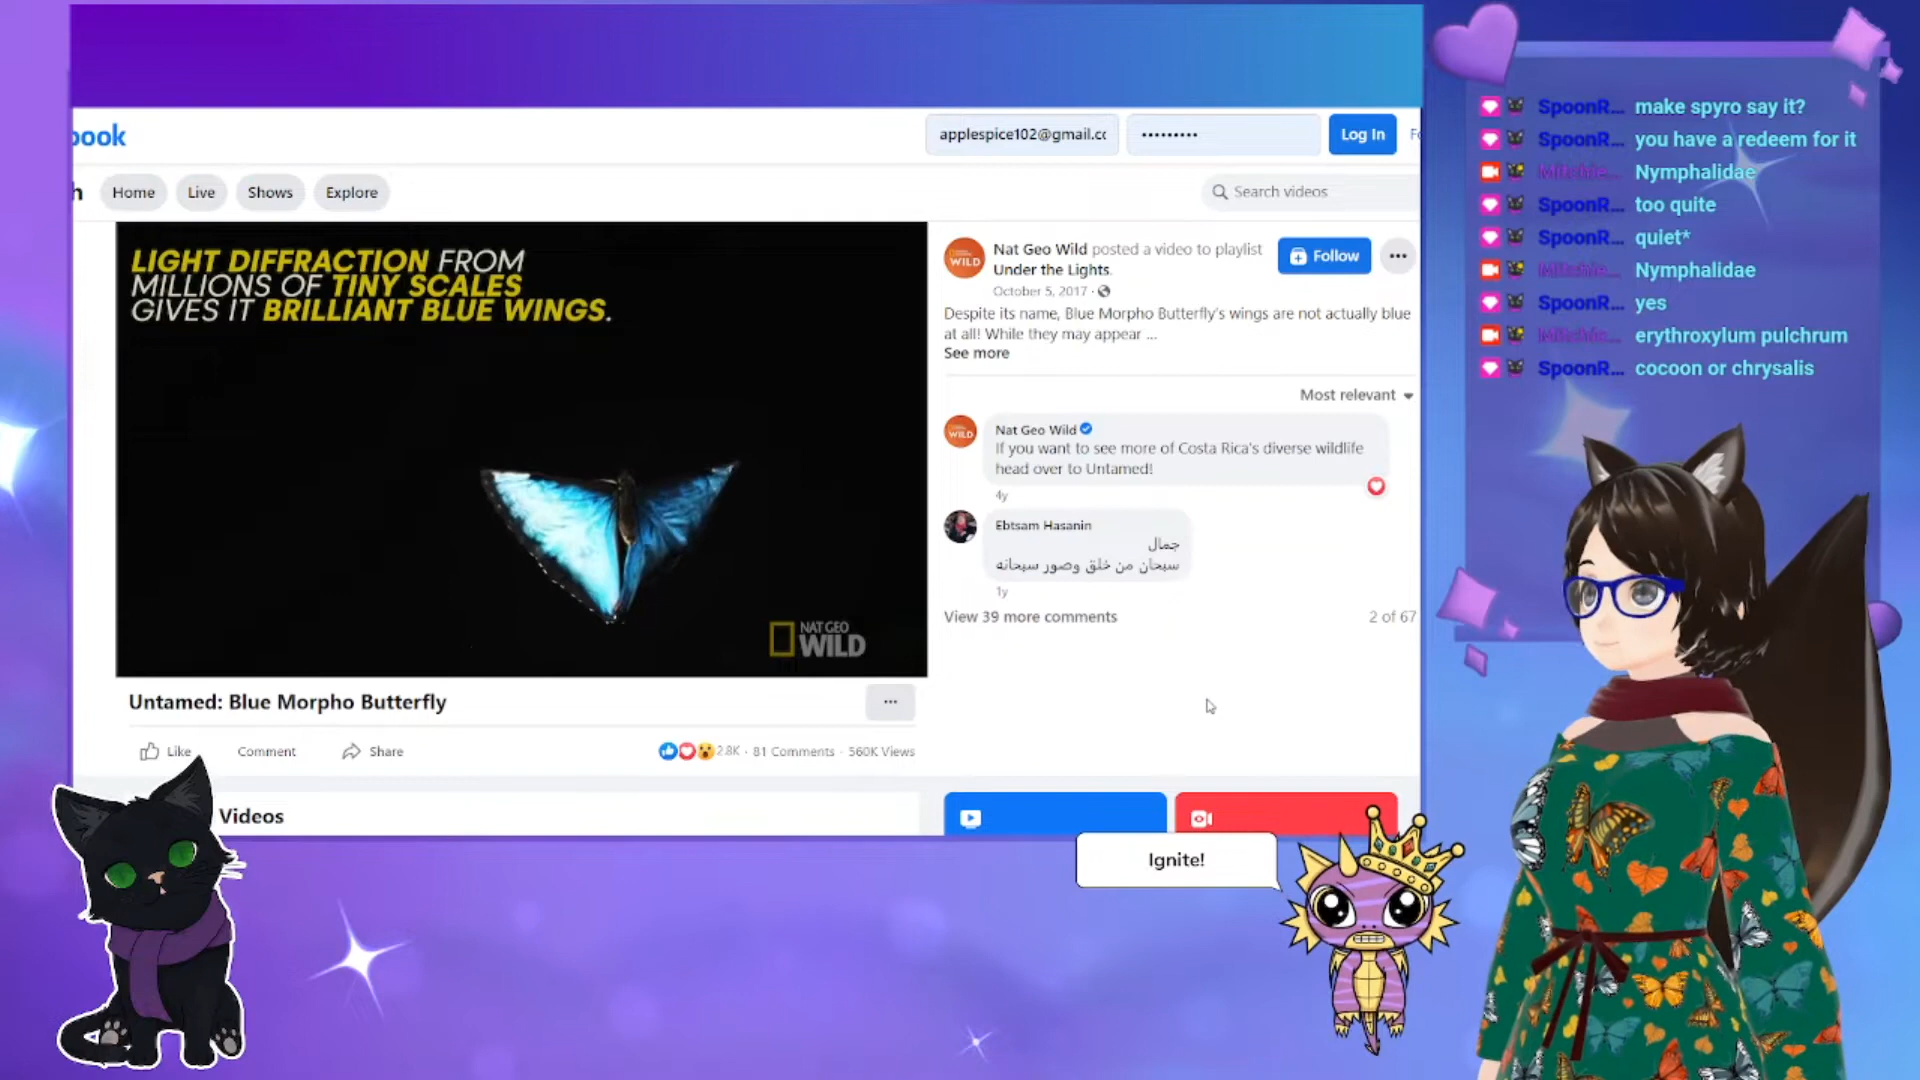 book
applespice102@gmail.cc
•••••••••
Log In
Home
Live
Shows
Explore
Search videos
LIGHT DIFFRACTION FROM
MILLIONS OF TINY SCALES
GIVES IT BRILLIANT BLUE WINGS.
NAT GEO
WILD
Untamed: Blue Morpho Butterfly
Like
Comment
Share
2.8K · 81 Comments · 560K Views
Videos
WILD
Nat Geo Wild posted a video to playlist
Under the Lights.
October 5, 2017 ·
Follow
Despite its name, Blue Morpho Butterfly's wings are not actually blue
at all! While they may appear ...
See more
Most relevant
WILD
Nat Geo Wild
If you want to see more of Costa Rica's diverse wildlife
head over to Untamed!
4y
Ebtsam Hasanin
جمال
سبحان من خلق وصور سبحانه
1y
View 39 more comments
2 of 67
Ignite!
SpoonR... make spyro say it?
SpoonR... you have a redeem for it
Mitchie... Nymphalidae
SpoonR... too quite
SpoonR... quiet*
Mitchie... Nymphalidae
SpoonR... yes
Mitchie... erythroxylum pulchrum
SpoonR... cocoon or chrysalis